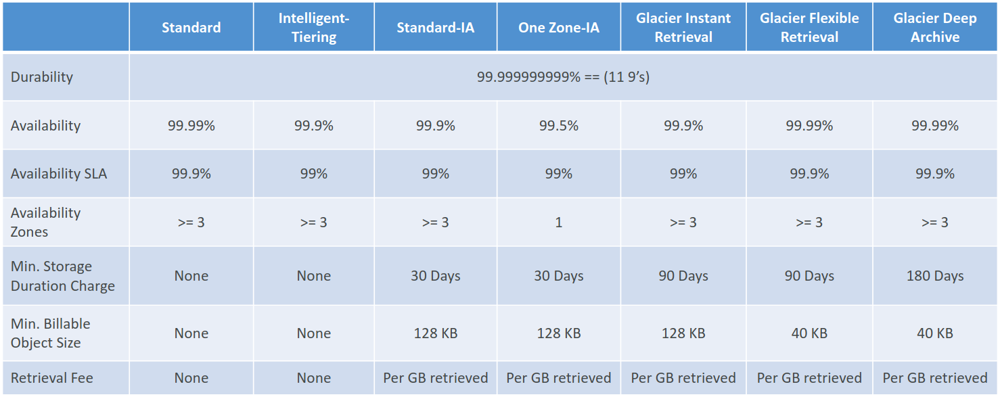 Standard
Intelligent-
Tiering
Standard-IA
One Zone-IA
Glacier Instant
Retrieval
Glacier Flexible
Retrieval
Glacier Deep
Archive
Durability
99.999999999% == (11 9’s)
Availability
99.99%
99.9%
99.9%
99.5%
99.9%
99.99%
99.99%
Availability SLA
99.9%
99%
99%
99%
99%
99.9%
99.9%
Availability
Zones
>= 3
>= 3
>= 3
1
>= 3
>= 3
>= 3
Min. Storage
Duration Charge
None
None
30 Days
30 Days
90 Days
90 Days
180 Days
Min. Billable
Object Size
None
None
128 KB
128 KB
128 KB
40 KB
40 KB
Retrieval Fee
None
None
Per GB retrieved
Per GB retrieved
Per GB retrieved
Per GB retrieved
Per GB retrieved